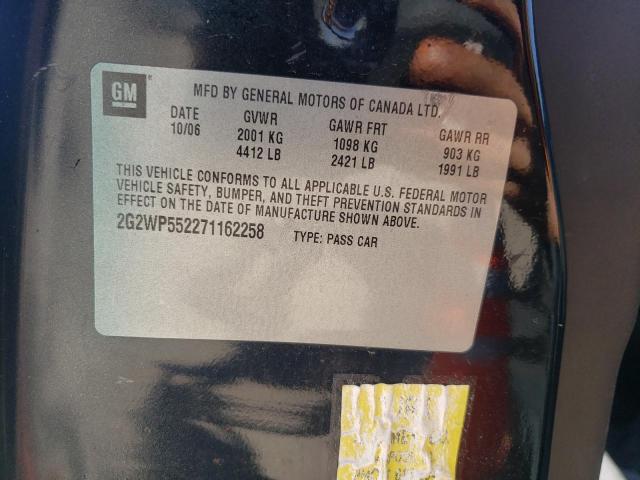 GM
MFD BY GENERAL MOTORS OF CANADA LTD.
DATE GVWR GAWR FRT GAWR RR
10/06 2001 KG 1098 KG 903 KG
4412 LB 2421 LB 1991 LB
THIS VEHICLE CONFORMS TO ALL APPLICABLE U.S. FEDERAL MOTOR
VEHICLE SAFETY, BUMPER, AND THEFT PREVENTION STANDARDS IN
EFFECT ON THE DATE OF MANUFACTURE SHOWN ABOVE.
2G2WP552271162258 TYPE: PASS CAR